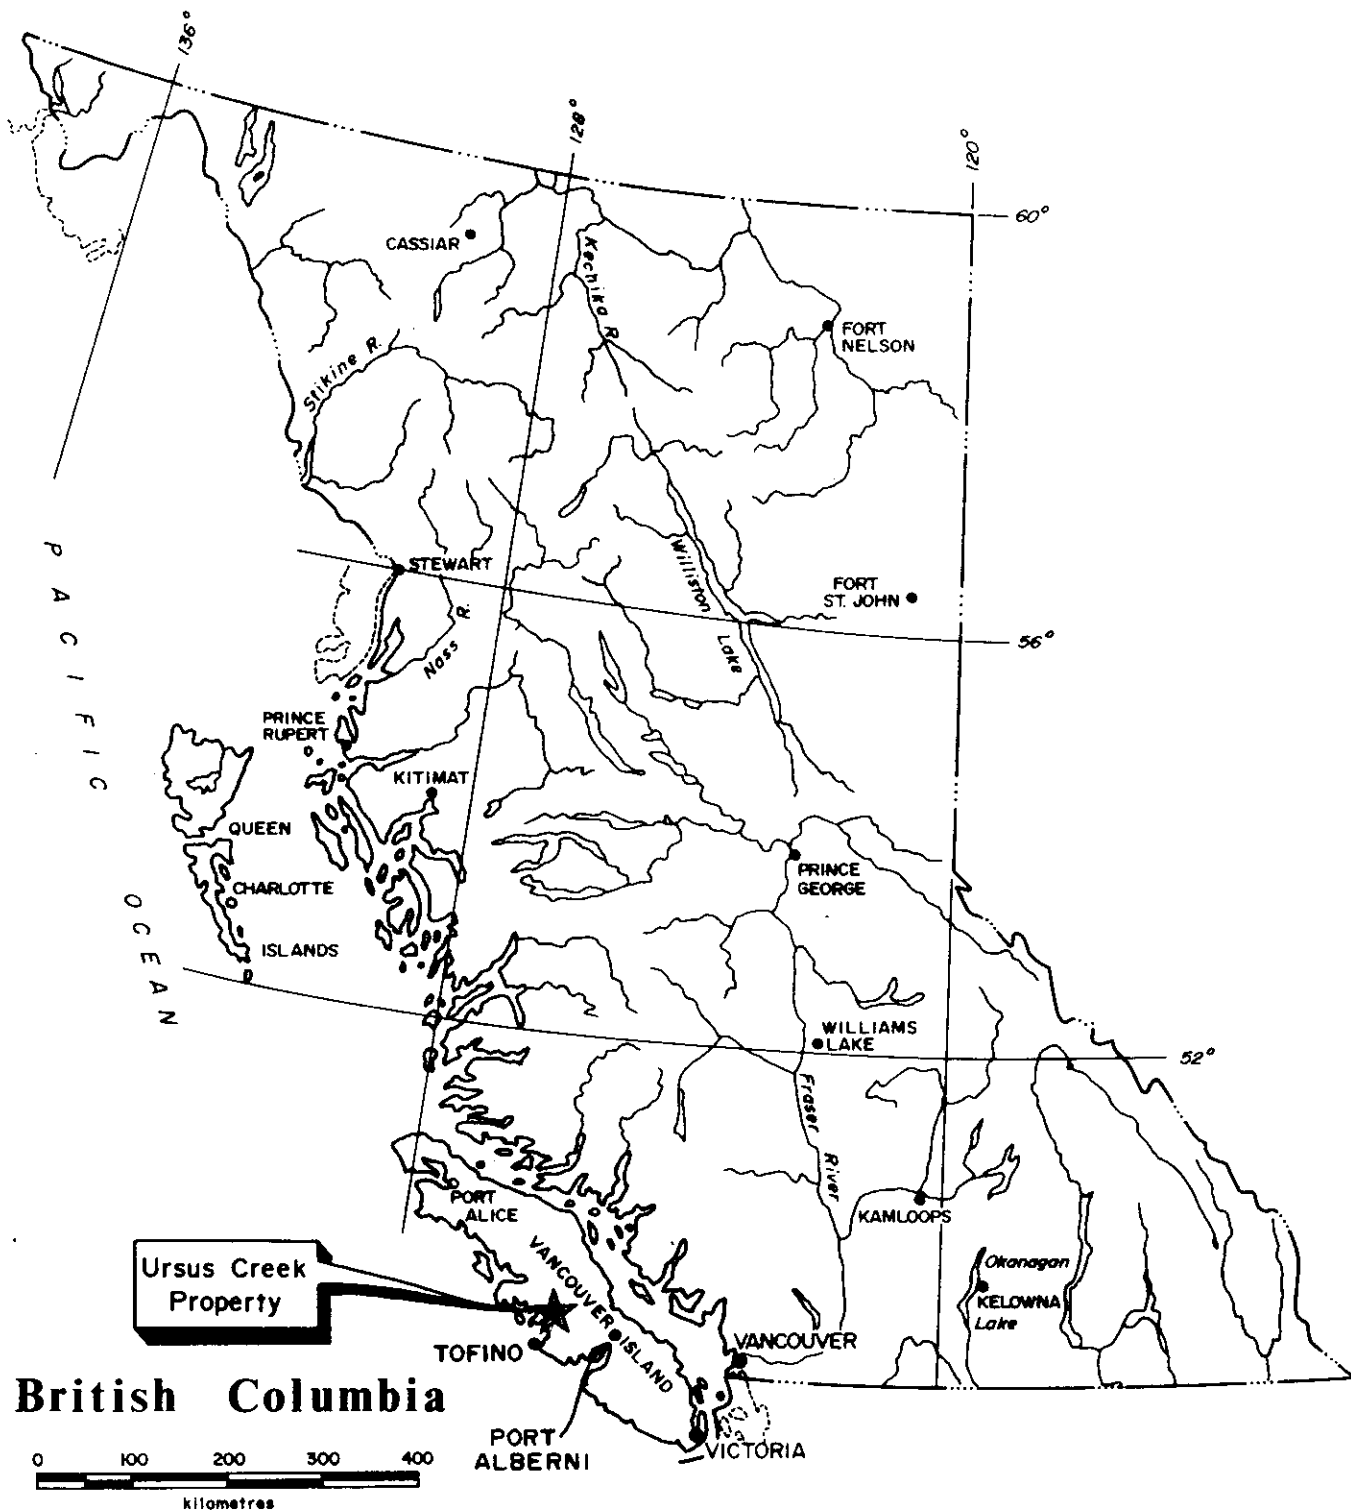 136°
128°
120°
60°
CASSIAR
Kechika R.
FORT
NELSON
Stikine R.
STEWART
Williston
Lake
FORT
ST. JOHN
56°
Nass R.
PACIFIC
OCEAN
PRINCE
RUPERT
KITIMAT
QUEEN
CHARLOTTE
ISLANDS
PRINCE
GEORGE
WILLIAMS
LAKE
52°
Fraser
River
PORT
ALICE
KAMLOOPS
Ursus Creek
Property
VANCOUVER
ISLAND
Okanagan
KELOWNA
Lake
TOFINO
VANCOUVER
British Columbia
PORT
ALBERNI
VICTORIA
0 100 200 300 400
kilometres